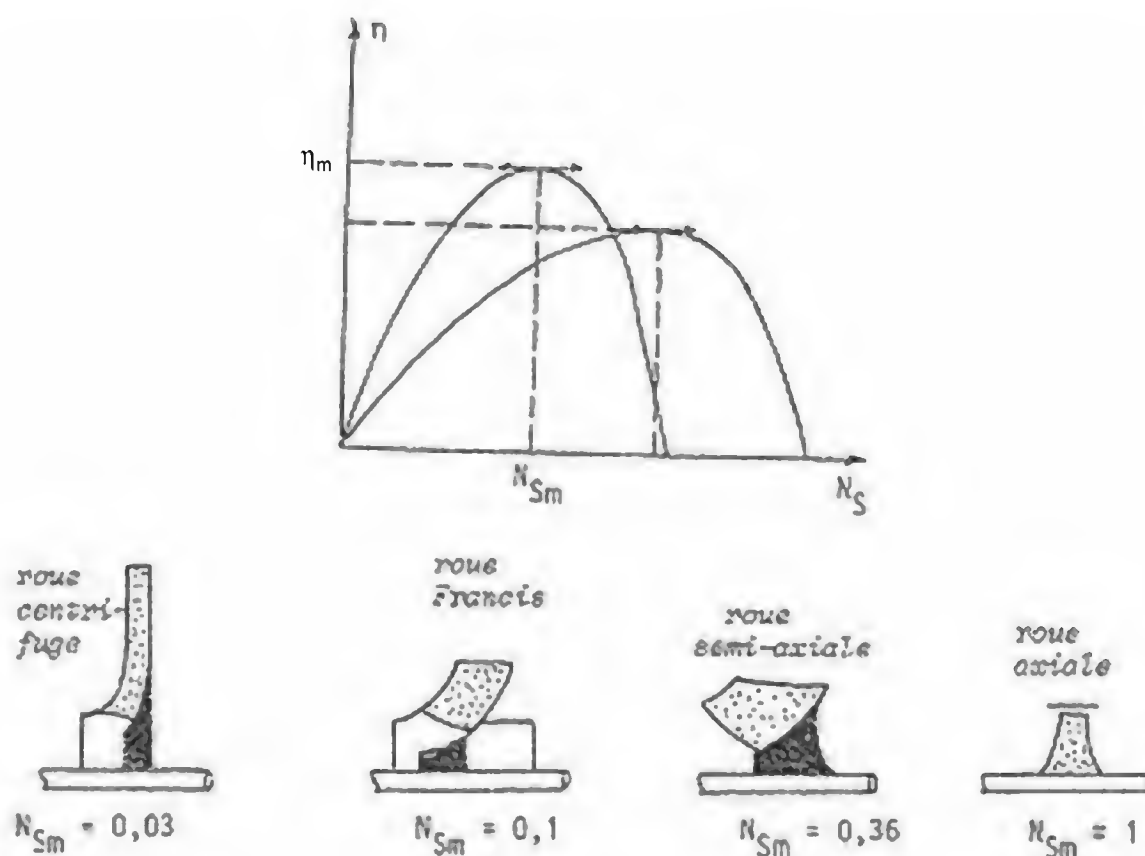 η
ηm
NSm
NS
roue
centri-
fuge
roue
Francis
roue
semi-axiale
roue
axiale
NSm = 0,03
NSm = 0,1
NSm = 0,36
NSm = 1